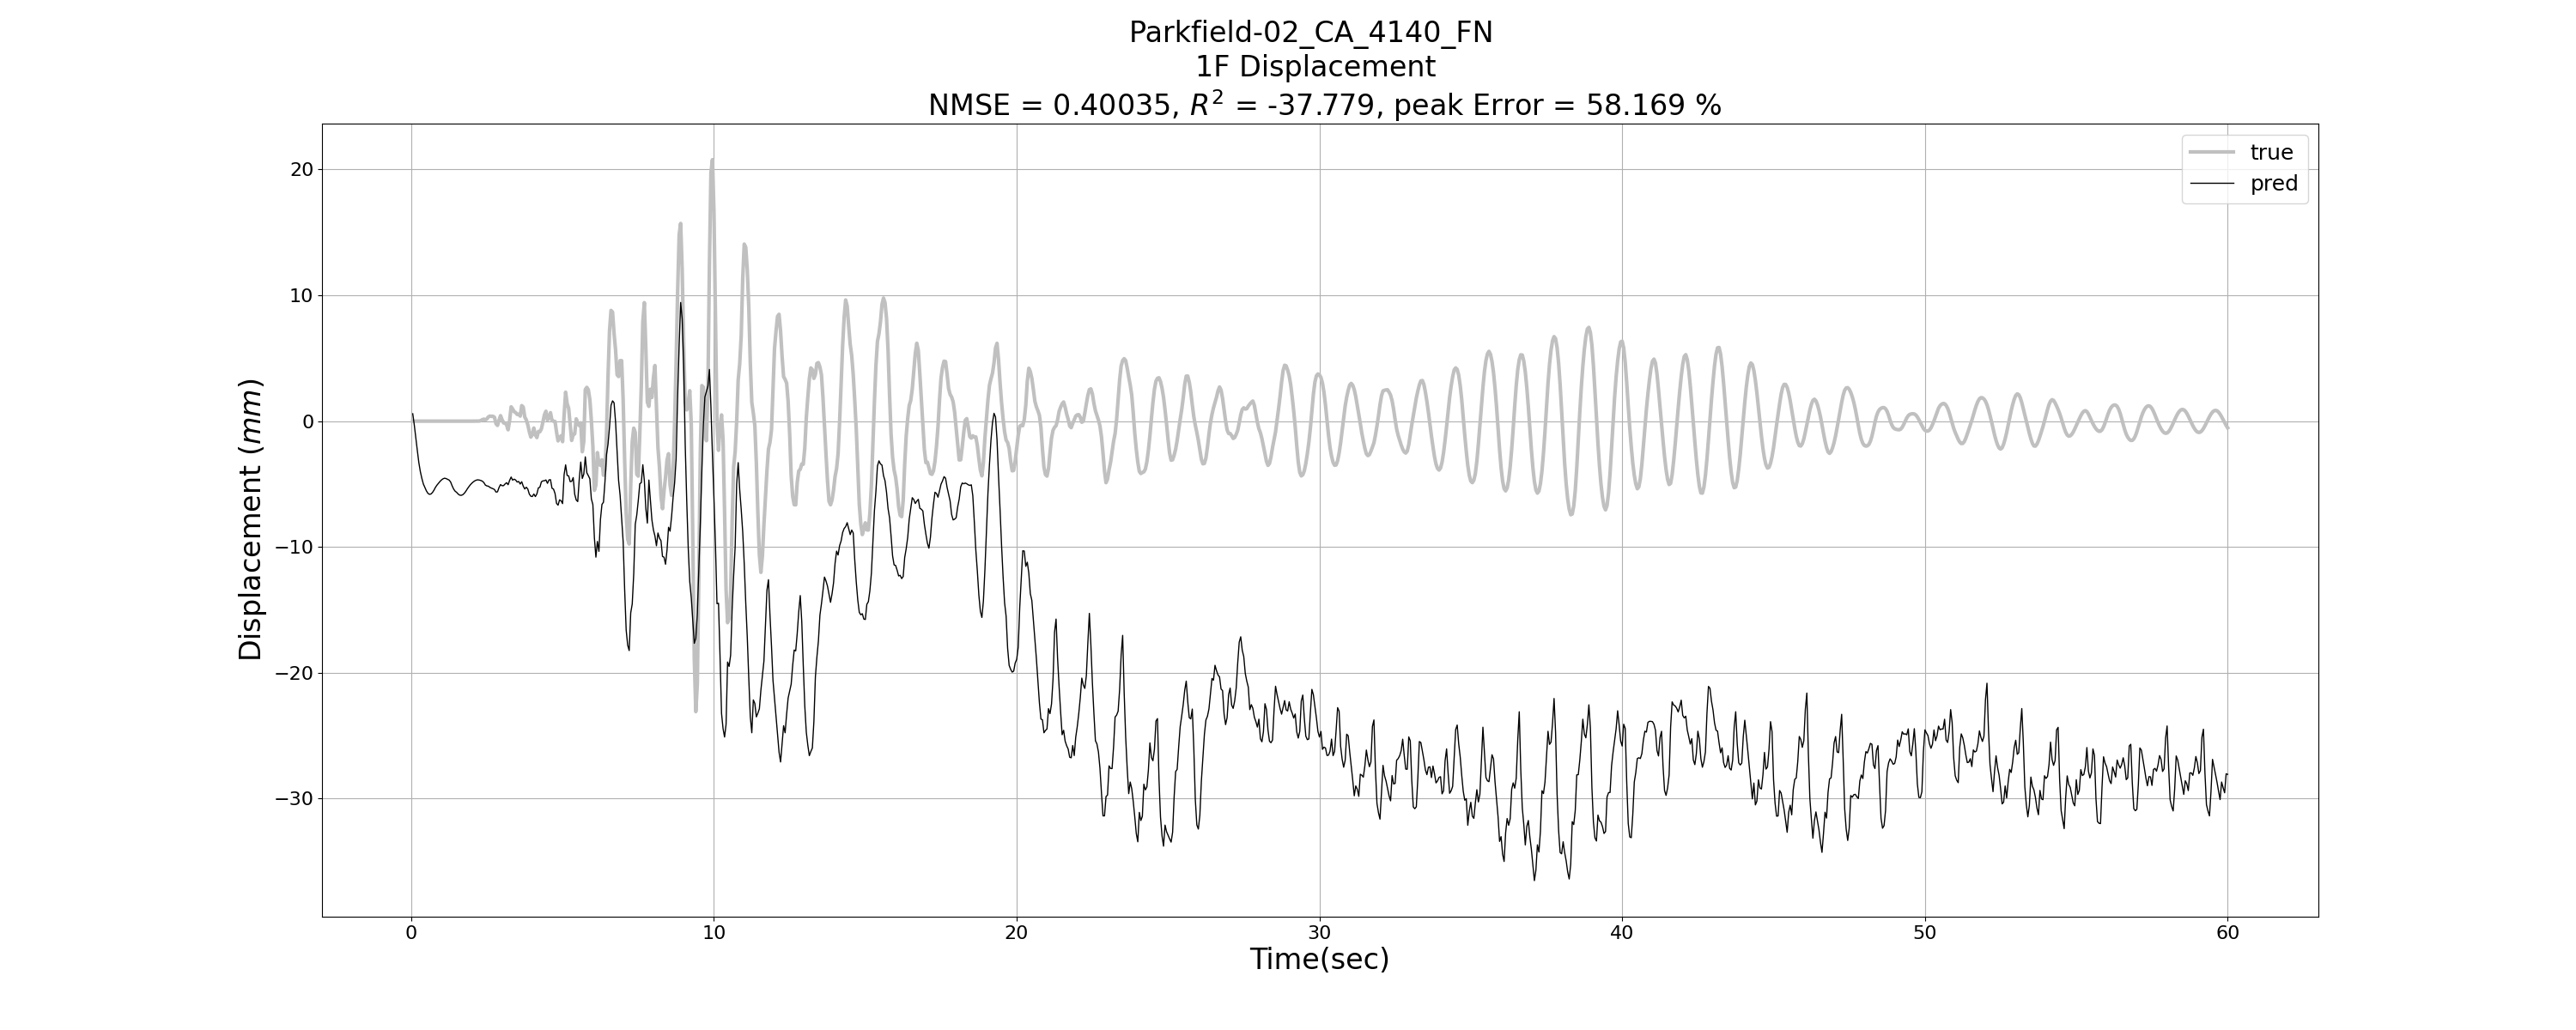 Parkfield-02_CA_4140_FN
1F Displacement
NMSE = 0.40035, R² = -37.779, peak Error = 58.169 %
true
pred
20
10
0
−10
−20
−30
Displacement (mm)
0 10 20 30 40 50 60
Time(sec)